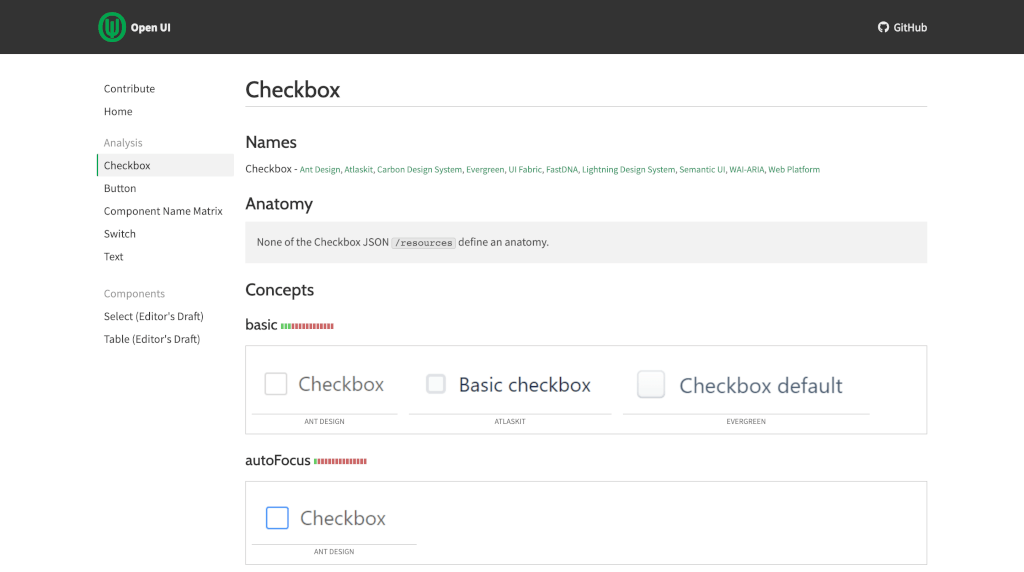 Open UI
GitHub
Contribute
Home
Analysis
Checkbox
Button
Component Name Matrix
Switch
Text
Components
Select (Editor's Draft)
Table (Editor's Draft)
Checkbox
Names
Checkbox - Ant Design, Atlaskit, Carbon Design System, Evergreen, UI Fabric, FastDNA, Lightning Design System, Semantic UI, WAI-ARIA, Web Platform
Anatomy
None of the Checkbox JSON /resources define an anatomy.
Concepts
basic
Checkbox
Basic checkbox
Checkbox default
ANT DESIGN
ATLASKIT
EVERGREEN
autoFocus
Checkbox
ANT DESIGN